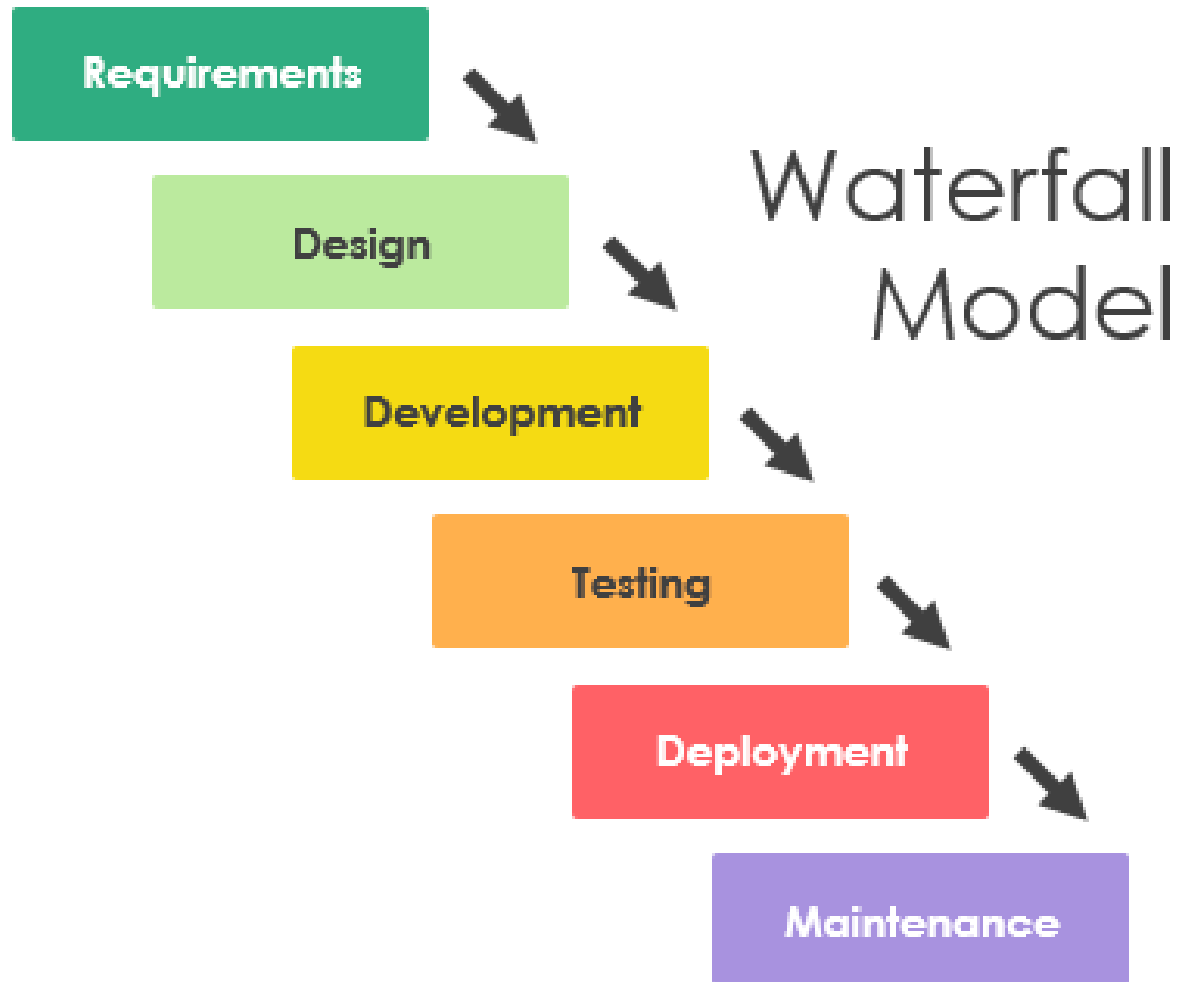 Requirements
Waterfall
Model
Design
Development
Testing
Deployment
Maintenance